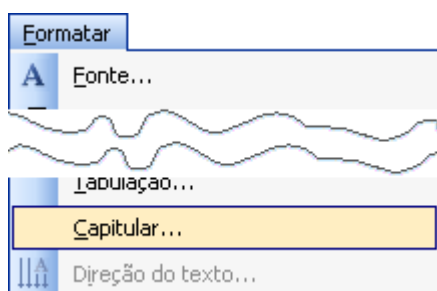 Formatar
Fonte...
Tabulação...
Capitular...
Direção do texto...